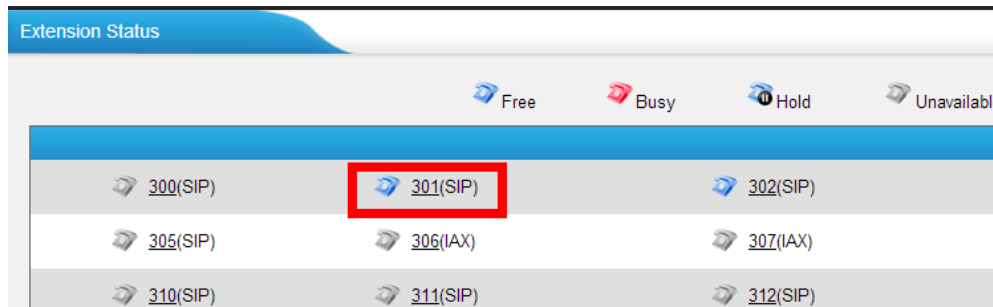 Extension Status
Free Busy Hold Unavailabl
300(SIP) 301(SIP) 302(SIP)
305(SIP) 306(IAX) 307(IAX)
310(SIP) 311(SIP) 312(SIP)